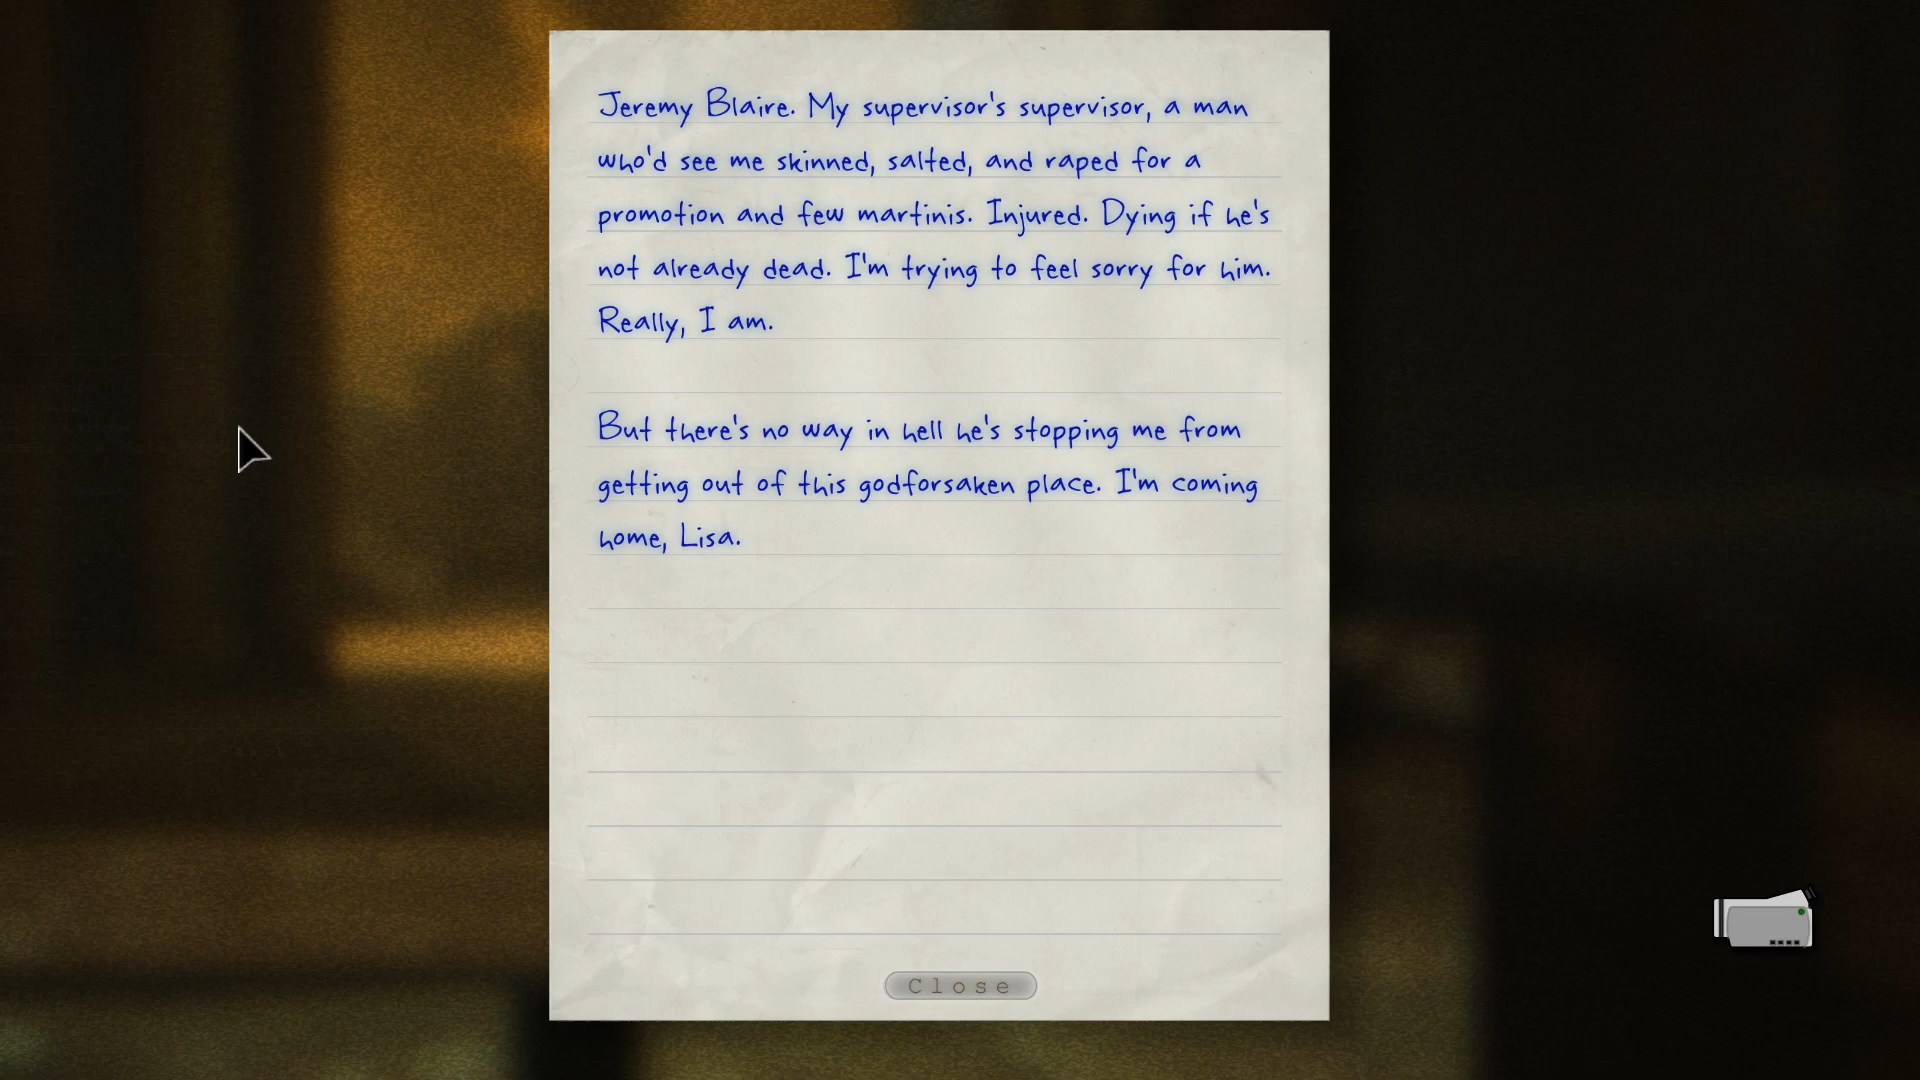 Jeremy Blaire. My supervisor's supervisor, a man
who'd see me skinned, salted, and raped for a
promotion and few martinis. Injured. Dying if he's
not already dead. I'm trying to feel sorry for him.
Really, I am.
But there's no way in hell he's stopping me from
getting out of this godforsaken place. I'm coming
home, Lisa.
Close